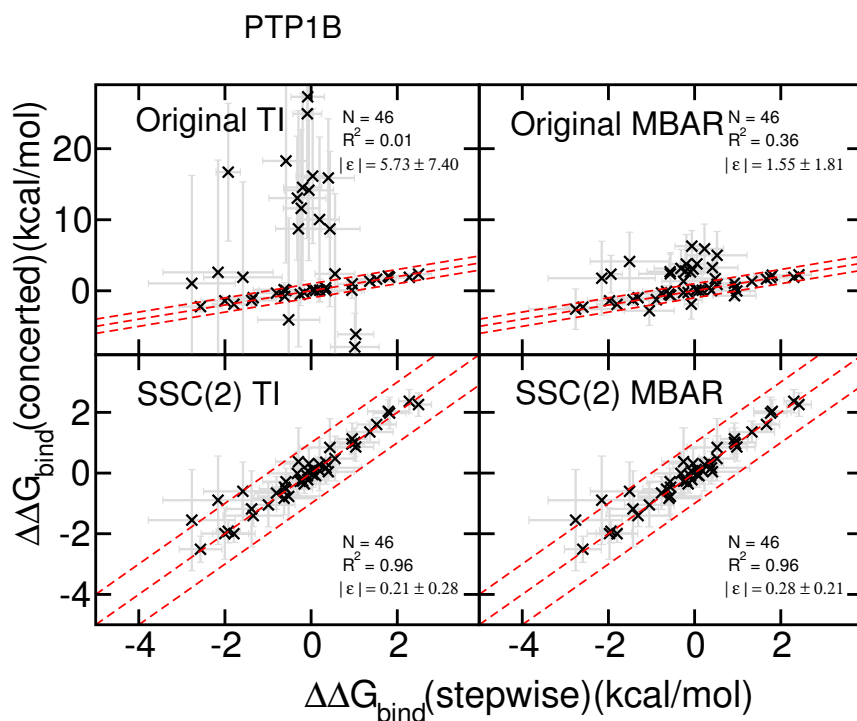 PTP1B
Original TI
N = 46
R² = 0.01
| ε | = 5.73 ± 7.40
Original MBAR
N = 46
R² = 0.36
| ε | = 1.55 ± 1.81
20
10
0
SSC(2) TI
N = 46
R² = 0.96
| ε | = 0.21 ± 0.28
SSC(2) MBAR
N = 46
R² = 0.96
| ε | = 0.28 ± 0.21
2
0
-2
-4
-4 -2 0 2 -4 -2 0 2
ΔΔG_bind(concerted)(kcal/mol)
ΔΔG_bind(stepwise)(kcal/mol)